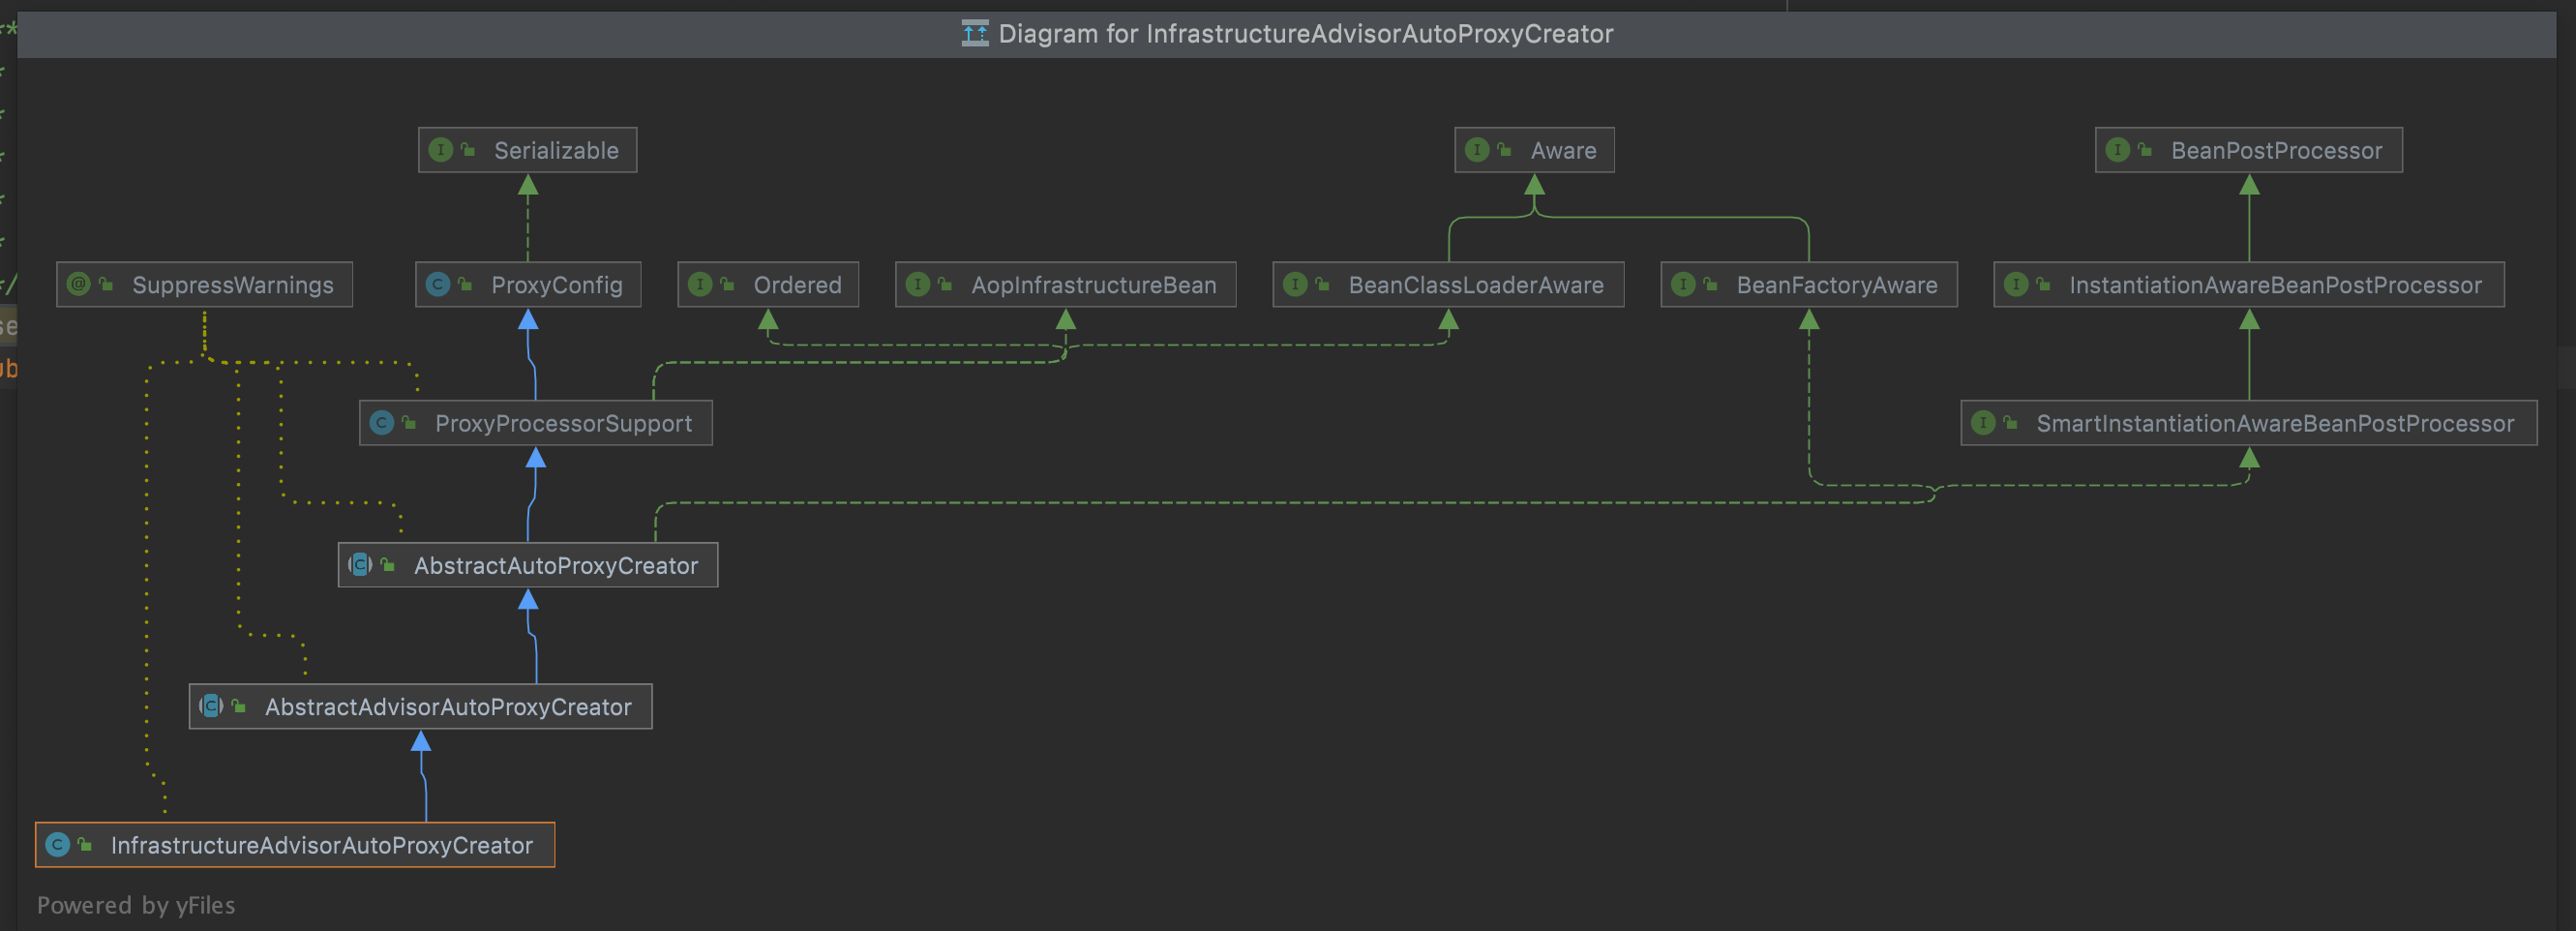 Diagram for InfrastructureAdvisorAutoProxyCreator
Serializable
Aware
BeanPostProcessor
SuppressWarnings
ProxyConfig
Ordered
AopInfrastructureBean
BeanClassLoaderAware
BeanFactoryAware
InstantiationAwareBeanPostProcessor
ProxyProcessorSupport
SmartInstantiationAwareBeanPostProcessor
AbstractAutoProxyCreator
AbstractAdvisorAutoProxyCreator
InfrastructureAdvisorAutoProxyCreator
Powered by yFiles